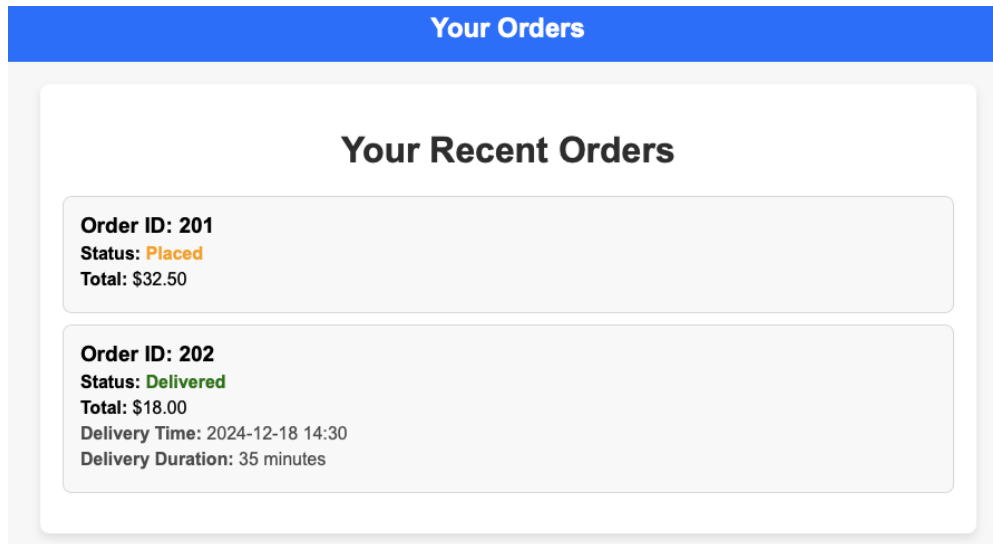 Your Orders
Your Recent Orders
Order ID: 201
Status: Placed
Total: $32.50
Order ID: 202
Status: Delivered
Total: $18.00
Delivery Time: 2024-12-18 14:30
Delivery Duration: 35 minutes